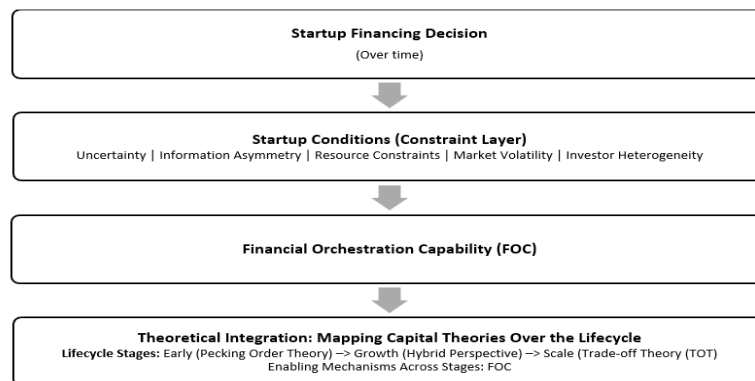 Startup Financing Decision
(Over time)
Startup Conditions (Constraint Layer)
Uncertainty | Information Asymmetry | Resource Constraints | Market Volatility | Investor Heterogeneity
Financial Orchestration Capability (FOC)
Theoretical Integration: Mapping Capital Theories Over the Lifecycle
Lifecycle Stages: Early (Pecking Order Theory) —> Growth (Hybrid Perspective) —> Scale (Trade-off Theory (TOT)
Enabling Mechanisms Across Stages: FOC